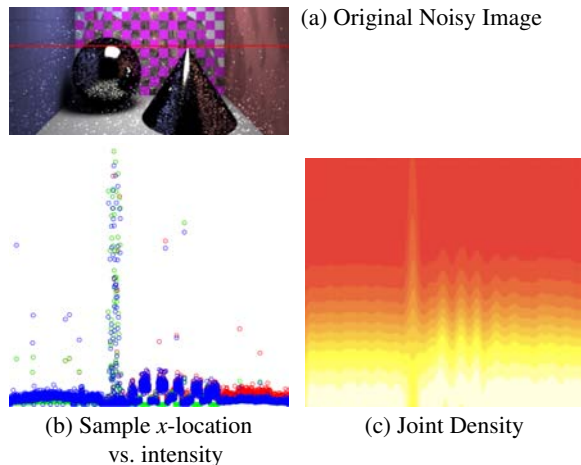 (a) Original Noisy Image
(b) Sample x-location
vs. intensity
(c) Joint Density